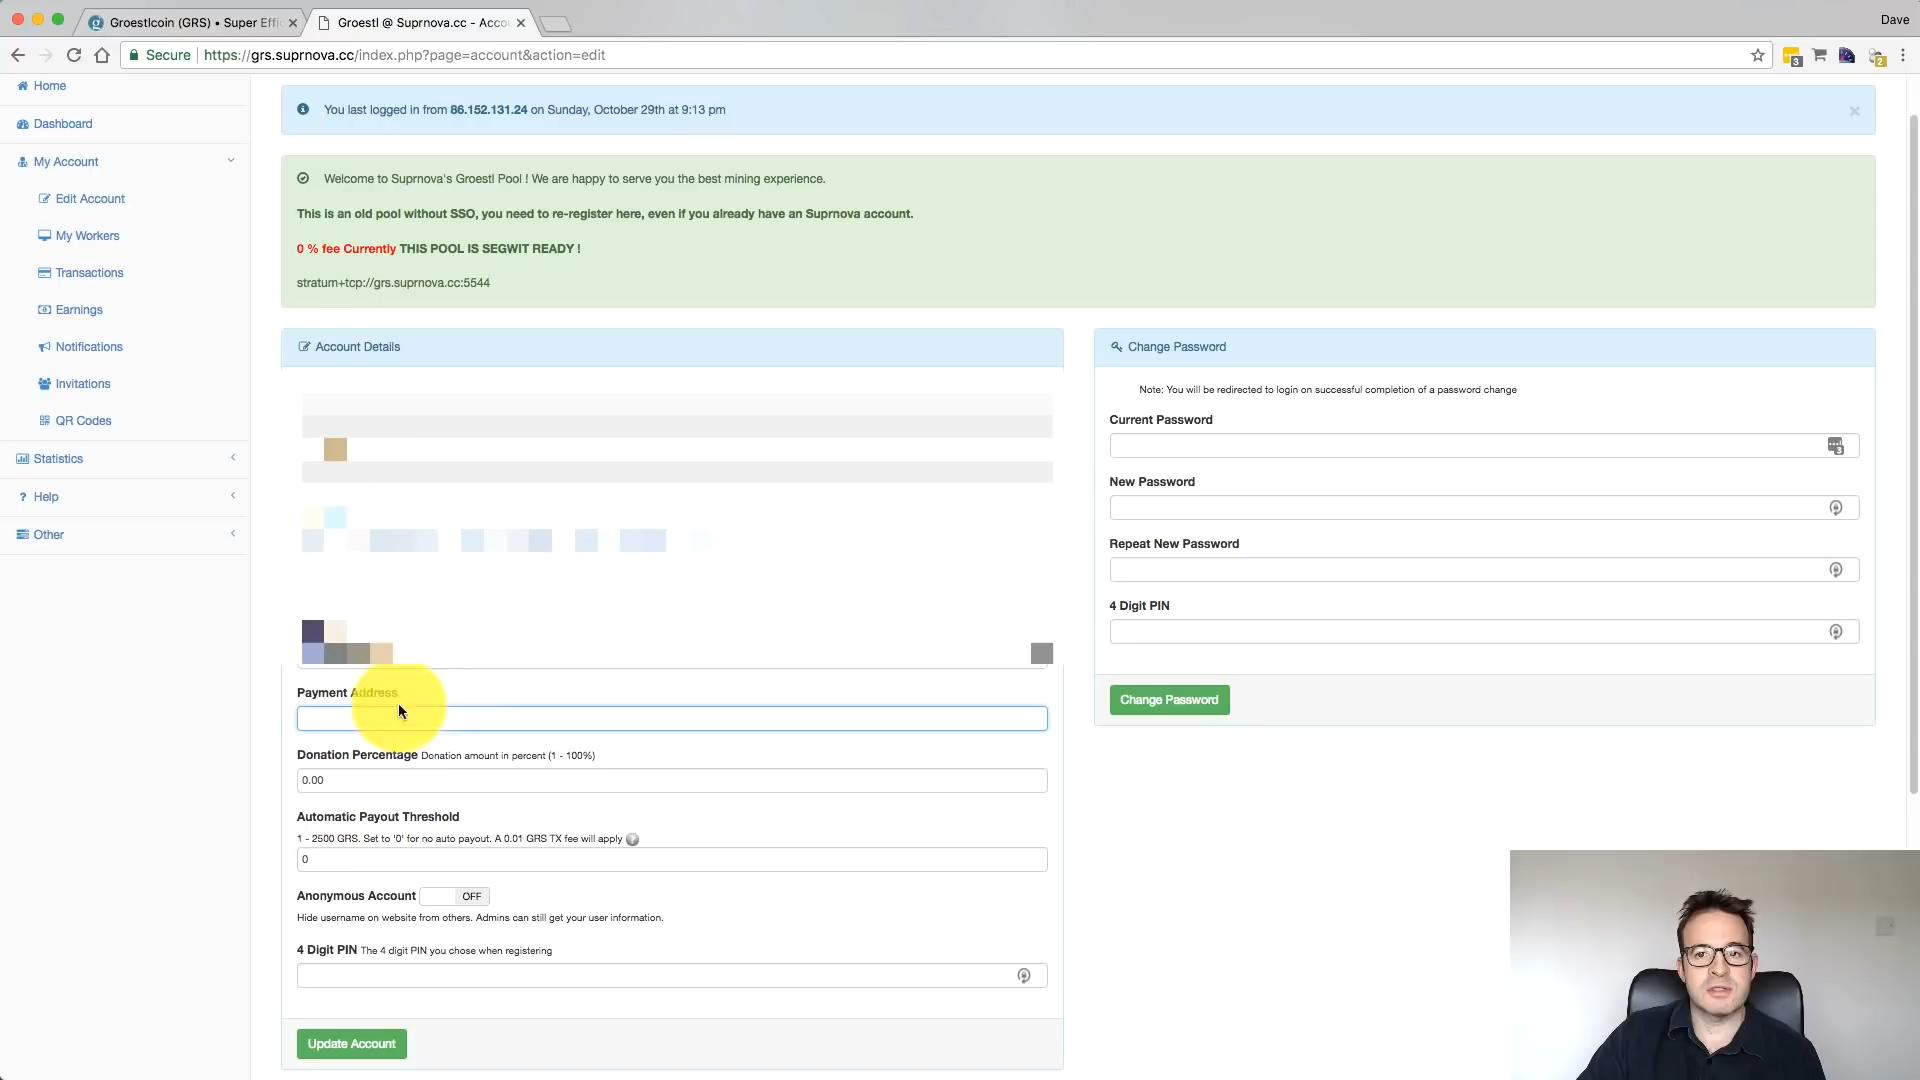 Groestlcoin (GRS) • Super Effi
Groestl @ Suprnova.cc - Acco
Dave
Secure
https://grs.suprnova.cc/index.php?page=account&action=edit
3
2
Home
Dashboard
My Account
Edit Account
My Workers
Transactions
Earnings
Notifications
Invitations
QR Codes
Statistics
Help
Other
You last logged in from 86.152.131.24 on Sunday, October 29th at 9:13 pm
Welcome to Suprnova's Groestl Pool ! We are happy to serve you the best mining experience.
This is an old pool without SSO, you need to re-register here, even if you already have an Suprnova account.
0 % fee Currently THIS POOL IS SEGWIT READY !
stratum+tcp://grs.suprnova.cc:5544
Account Details
Payment Address
Donation Percentage Donation amount in percent (1 - 100%)
0.00
Automatic Payout Threshold
1 - 2500 GRS. Set to '0' for no auto payout. A 0.01 GRS TX fee will apply
0
Anonymous Account OFF
Hide username on website from others. Admins can still get your user information.
4 Digit PIN The 4 digit PIN you chose when registering
Update Account
Change Password
Note: You will be redirected to login on successful completion of a password change
Current Password
3
New Password
Repeat New Password
4 Digit PIN
Change Password